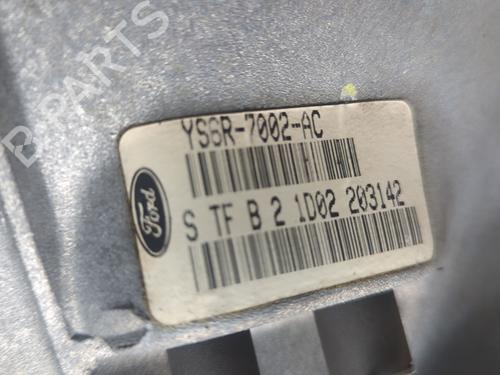 B-PARTS
YS6R-7002-AC
Ford
S TF B 2 1D02 203142